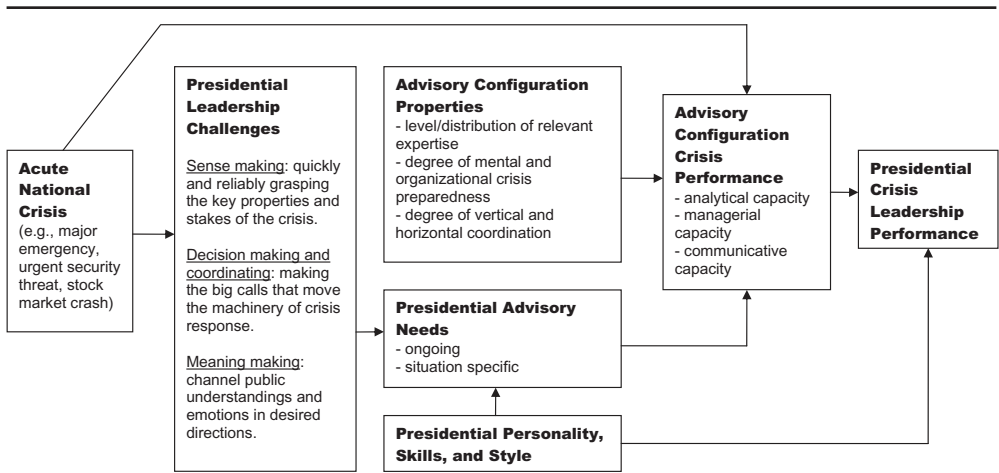 Acute
National
Crisis
(e.g., major
emergency,
urgent security
threat, stock
market crash)
Presidential
Leadership
Challenges
Sense making: quickly
and reliably grasping
the key properties and
stakes of the crisis.
Decision making and
coordinating: making
the big calls that move
the machinery of crisis
response.
Meaning making:
channel public
understandings and
emotions in desired
directions.
Advisory Configuration
Properties
- level/distribution of relevant
expertise
- degree of mental and
organizational crisis
preparedness
- degree of vertical and
horizontal coordination
Presidential Advisory
Needs
- ongoing
- situation specific
Presidential Personality,
Skills, and Style
Advisory
Configuration
Crisis
Performance
- analytical capacity
- managerial
capacity
- communicative
capacity
Presidential
Crisis
Leadership
Performance